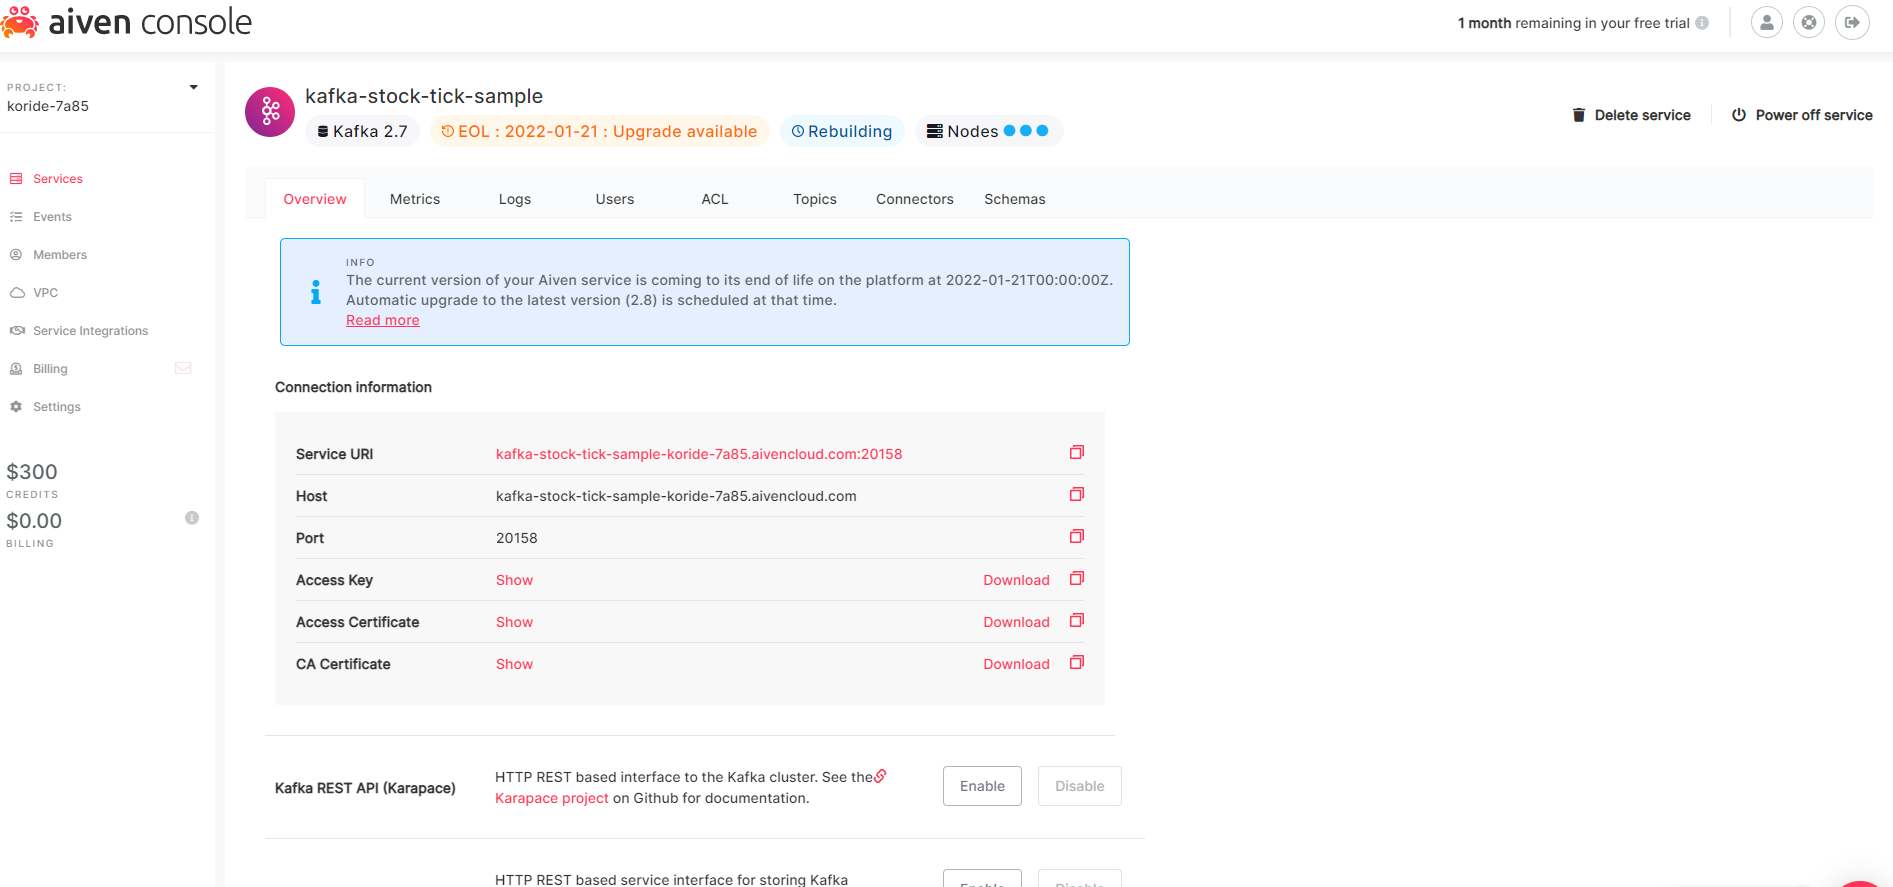 aiven console
1 month remaining in your free trial
PROJECT:
koride-7a85
Services
Events
Members
VPC
Service Integrations
Billing
Settings
$300
CREDITS
$0.00
BILLING
kafka-stock-tick-sample
Kafka 2.7
EOL : 2022-01-21 : Upgrade available
Rebuilding
Nodes
Delete service
Power off service
Overview
Metrics
Logs
Users
ACL
Topics
Connectors
Schemas
INFO
The current version of your Aiven service is coming to its end of life on the platform at 2022-01-21T00:00:00Z.
Automatic upgrade to the latest version (2.8) is scheduled at that time.
Read more
Connection information
Service URI kafka-stock-tick-sample-koride-7a85.aivencloud.com:20158
Host kafka-stock-tick-sample-koride-7a85.aivencloud.com
Port 20158
Access Key Show Download
Access Certificate Show Download
CA Certificate Show Download
Kafka REST API (Karapace)
HTTP REST based interface to the Kafka cluster. See the
Karapace project on Github for documentation.
Enable
Disable
HTTP REST based service interface for storing Kafka
Enable
Disable